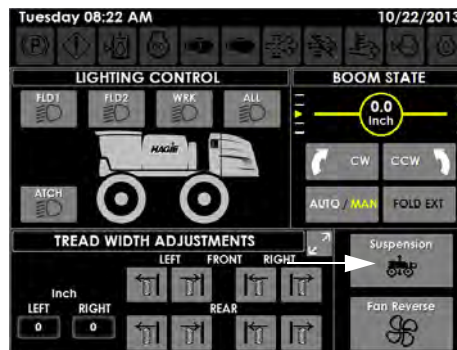 Tuesday 08:22 AM 10/22/2013
LIGHTING CONTROL
BOOM STATE
FLD1 FLD2 WRK ALL
0.0
Inch
HAGIE
CW CCW
ATCH
AUTO / MAN FOLD EXT
TREAD WIDTH ADJUSTMENTS
LEFT FRONT RIGHT
Suspension
Inch
LEFT RIGHT
REAR
0 0
Fan Reverse